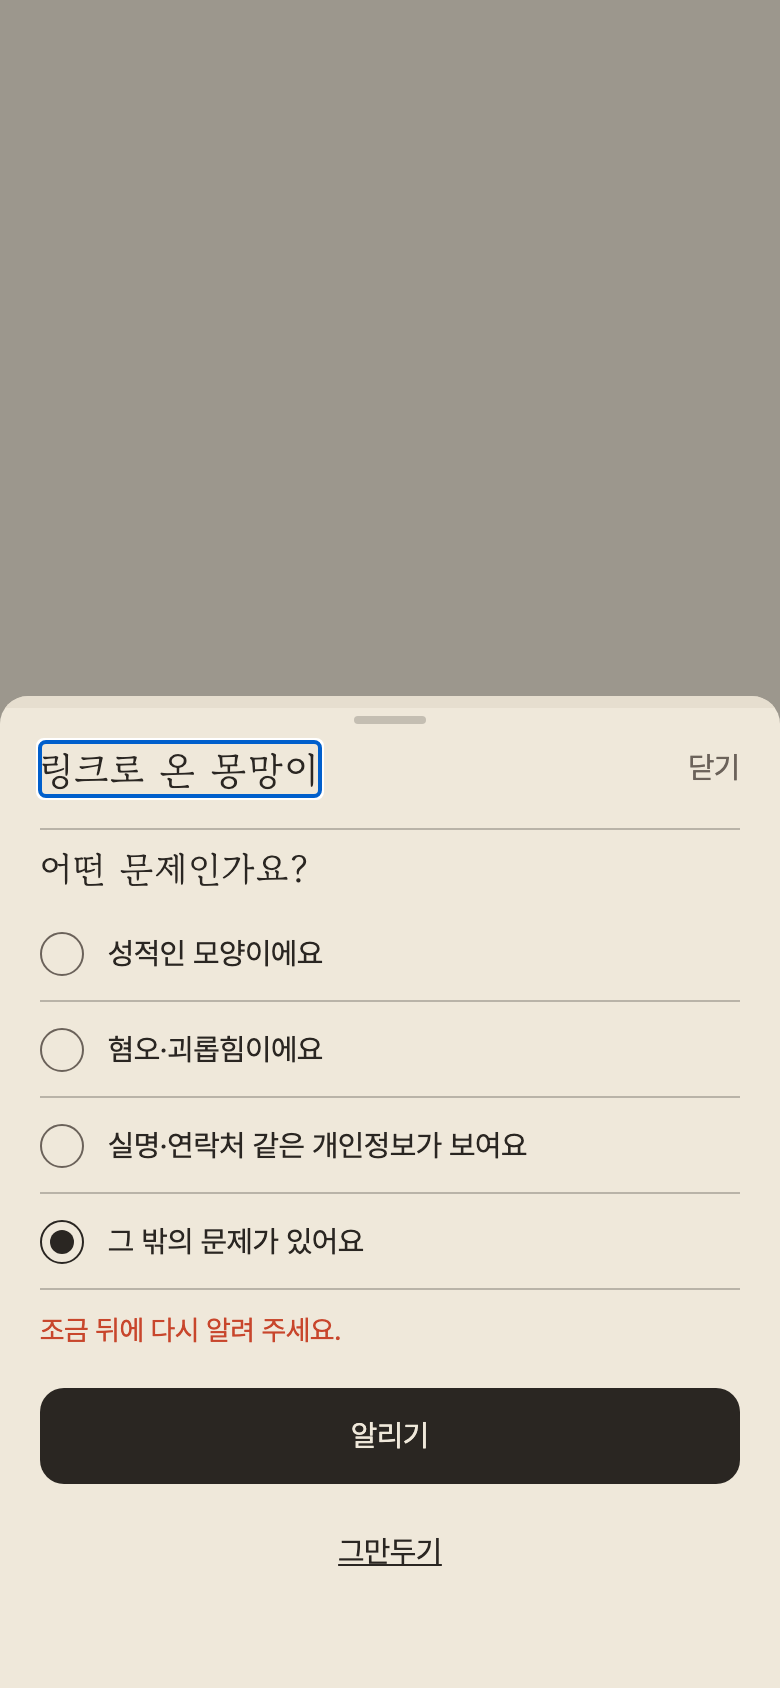 링크로 온 몽망이
닫기
어떤 문제인가요?
성적인 모양이에요
혐오·괴롭힘이에요
실명·연락처 같은 개인정보가 보여요
그 밖의 문제가 있어요
조금 뒤에 다시 알려 주세요.
알리기
그만두기